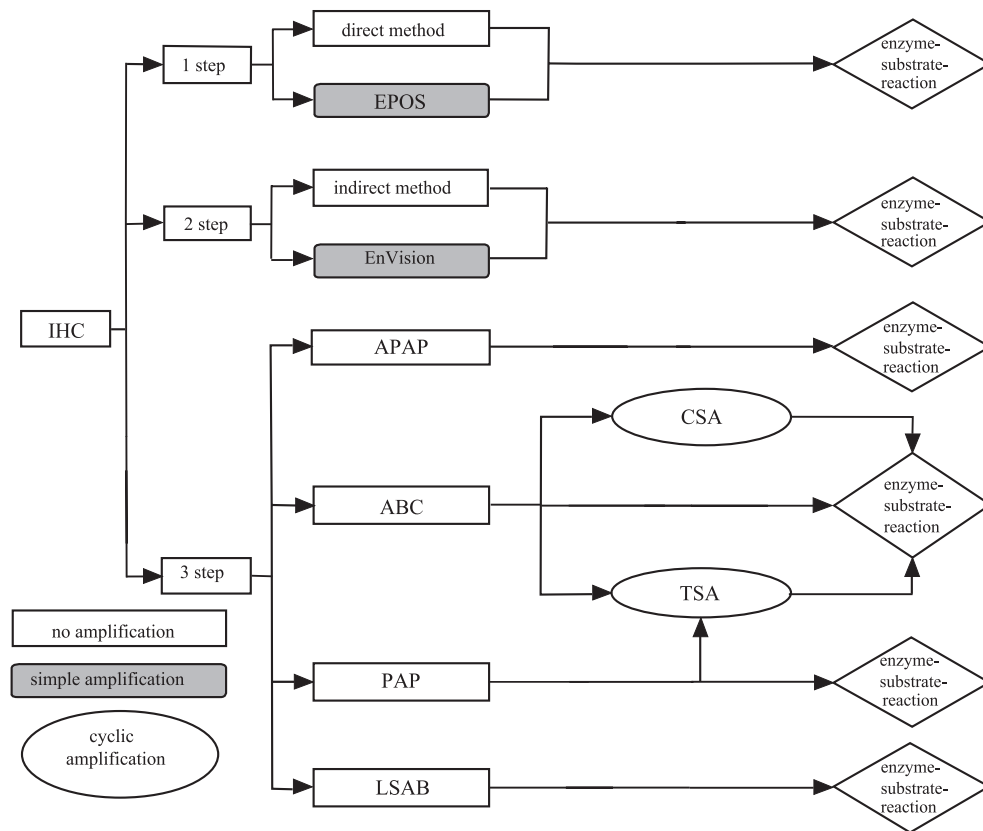 direct method
enzyme-
substrate-
reaction
1 step
EPOS
indirect method
enzyme-
substrate-
reaction
2 step
EnVision
IHC
APAP
enzyme-
substrate-
reaction
CSA
ABC
enzyme-
substrate-
reaction
3 step
TSA
no amplification
simple amplification
PAP
enzyme-
substrate-
reaction
cyclic
amplification
LSAB
enzyme-
substrate-
reaction